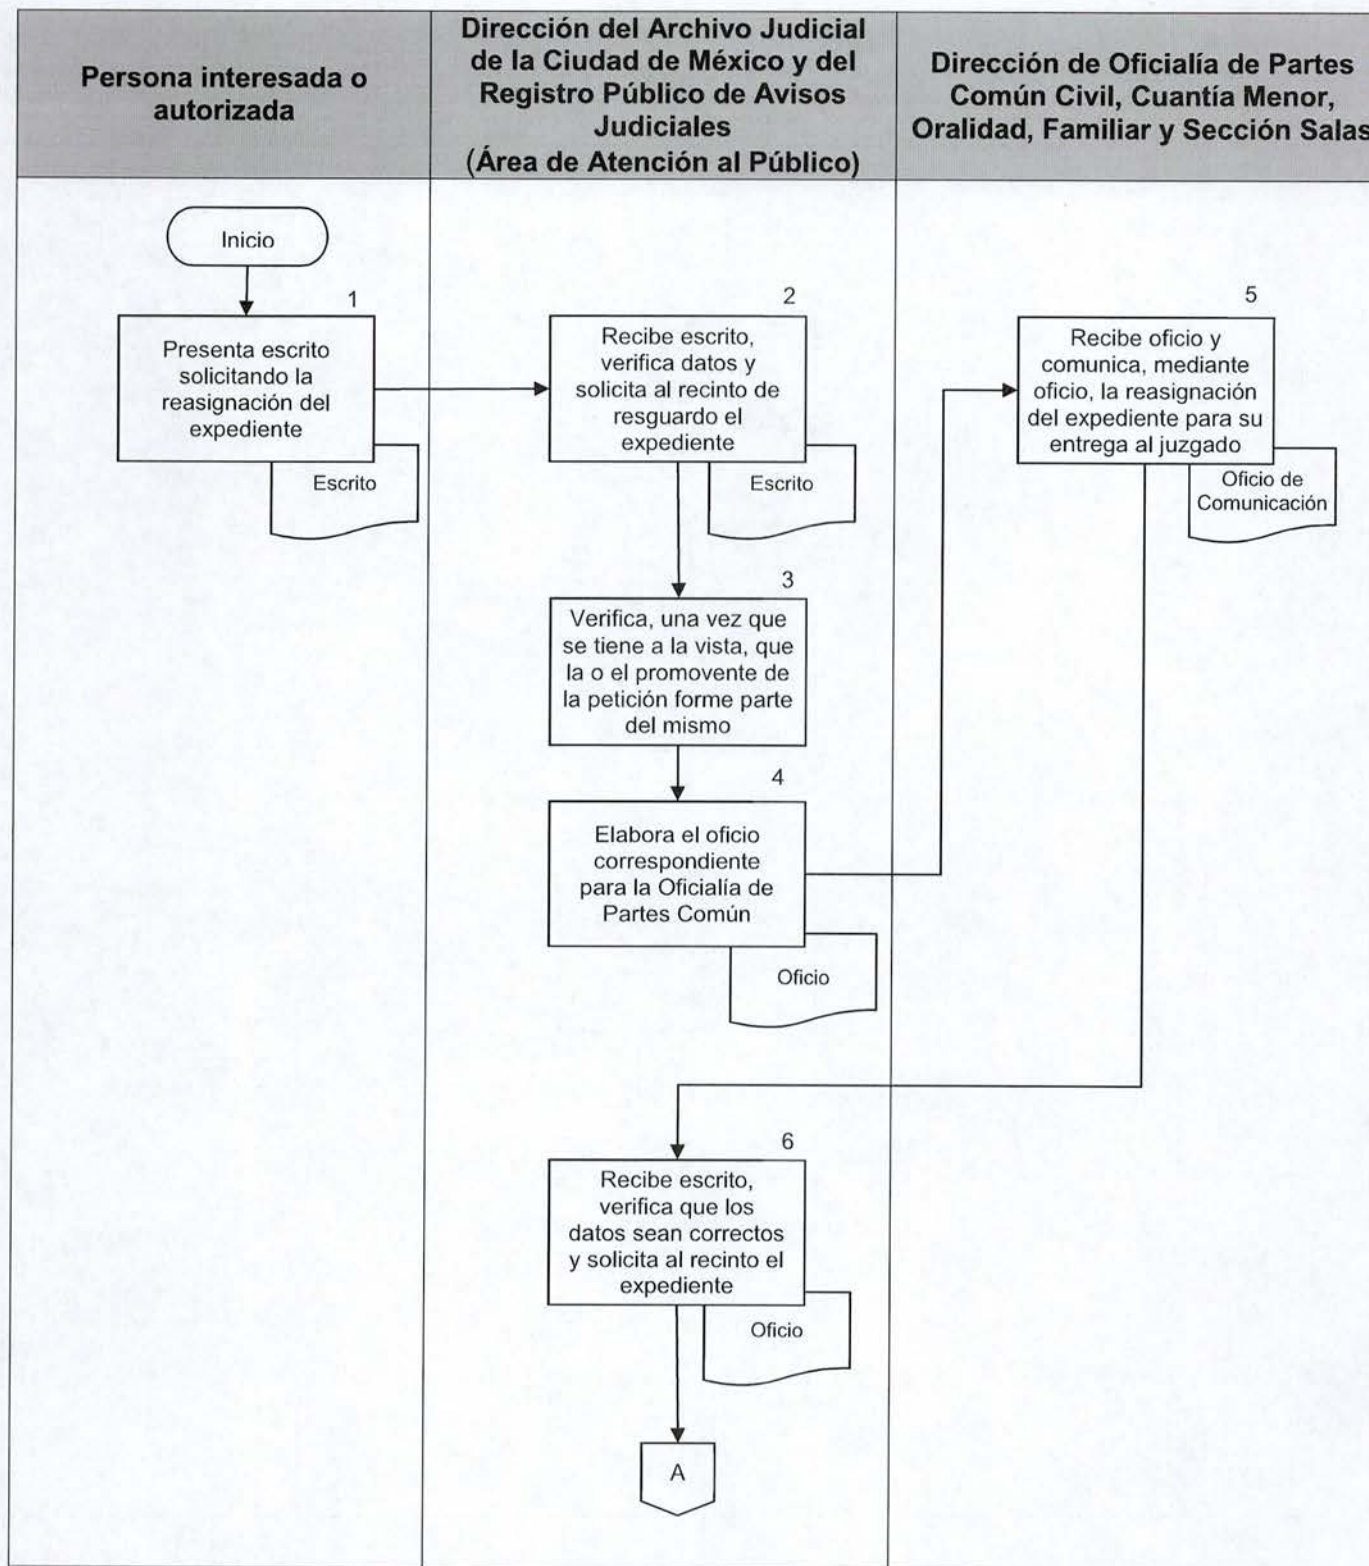 Persona interesada o
autorizada
Dirección del Archivo Judicial
de la Ciudad de México y del
Registro Público de Avisos
Judiciales
(Área de Atención al Público)
Dirección de Oficialía de Partes
Común Civil, Cuantía Menor,
Oralidad, Familiar y Sección Salas
Inicio
1
Presenta escrito
solicitando la
reasignación del
expediente
Escrito
2
Recibe escrito,
verifica datos y
solicita al recinto de
resguardo el
expediente
Escrito
3
Verifica, una vez que
se tiene a la vista, que
la o el promovente de
la petición forme parte
del mismo
4
Elabora el oficio
correspondiente
para la Oficialía de
Partes Común
Oficio
5
Recibe oficio y
comunica, mediante
oficio, la reasignación
del expediente para su
entrega al juzgado
Oficio de
Comunicación
6
Recibe escrito,
verifica que los
datos sean correctos
y solicita al recinto el
expediente
Oficio
A